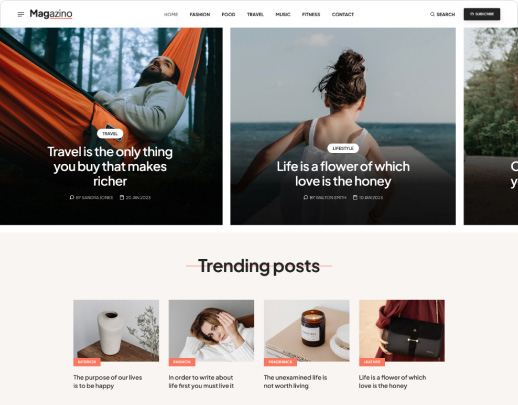 Magazino
HOME FASHION FOOD TRAVEL MUSIC FITNESS CONTACT
SEARCH
SUBSCRIBE
TRAVEL
Travel is the only thing
you buy that makes
richer
BY SANDRA JONES 20 JAN 2023
LIFESTYLE
Life is a flower of which
love is the honey
BY WALTON SMITH 10 JAN 2023
Trending posts
INTERIOR
The purpose of our lives
is to be happy
FASHION
In order to write about
life first you must live it
FRAGRANCE
The unexamined life is
not worth living
LEATHER
Life is a flower of which
love is the honey